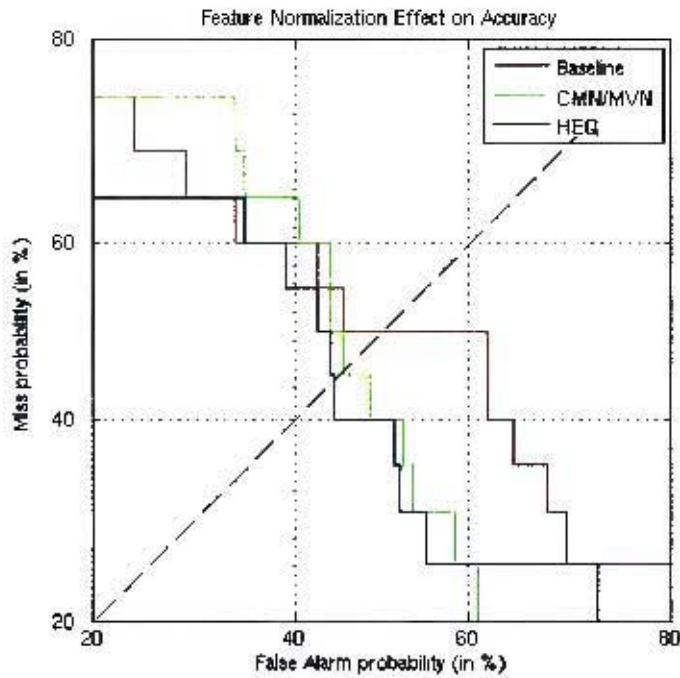 Feature Normalization Effect on Accuracy
80
Baseline
CMN/MVN
HEQ
60
Miss probability (in %)
40
20
20 40 60 80
False Alarm probability (in %)